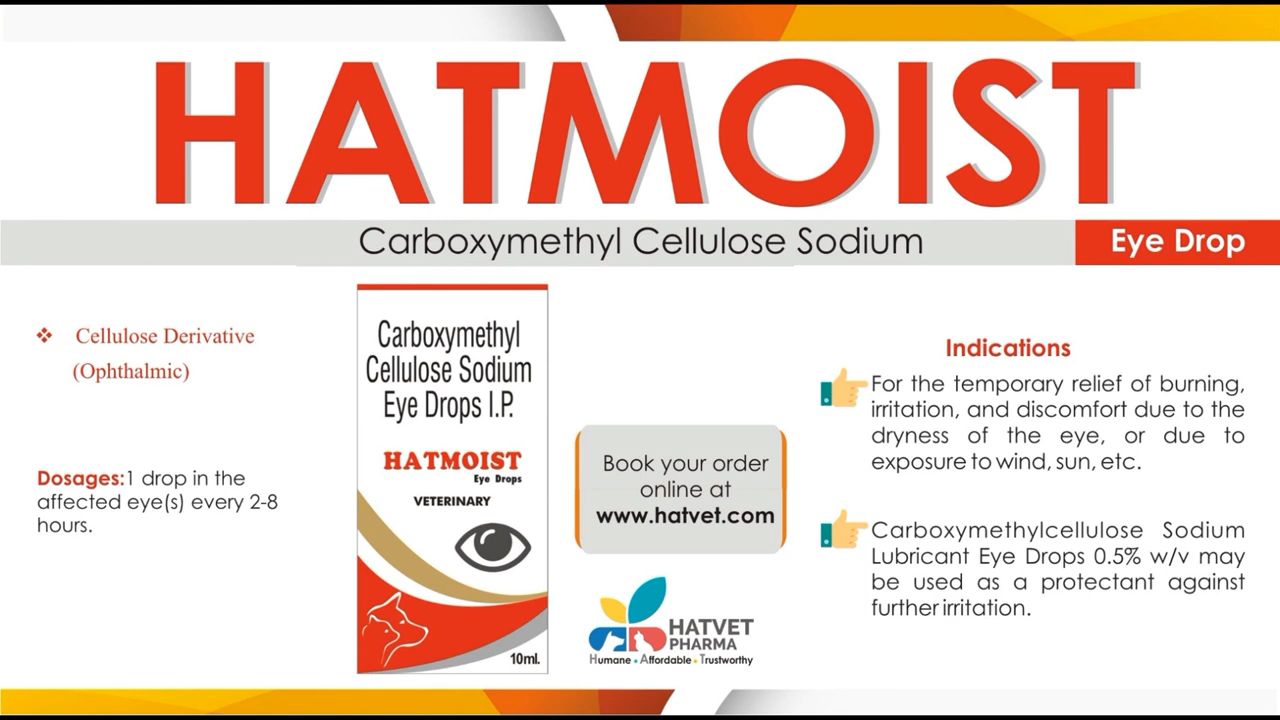 HATMOIST
Carboxymethyl Cellulose Sodium
Eye Drop
❖ Cellulose Derivative
(Ophthalmic)
Dosages:1 drop in the
affected eye(s) every 2-8
hours.
Carboxymethyl
Cellulose Sodium
Eye Drops I.P.
HATMOIST
Eye Drops
VETERINARY
10ml.
Book your order
online at
www.hatvet.com
HATVET
PHARMA
Humane • Affordable • Trustworthy
Indications
For the temporary relief of burning,
irritation, and discomfort due to the
dryness of the eye, or due to
exposure to wind, sun, etc.
Carboxymethylcellulose Sodium
Lubricant Eye Drops 0.5% w/v may
be used as a protectant against
further irritation.